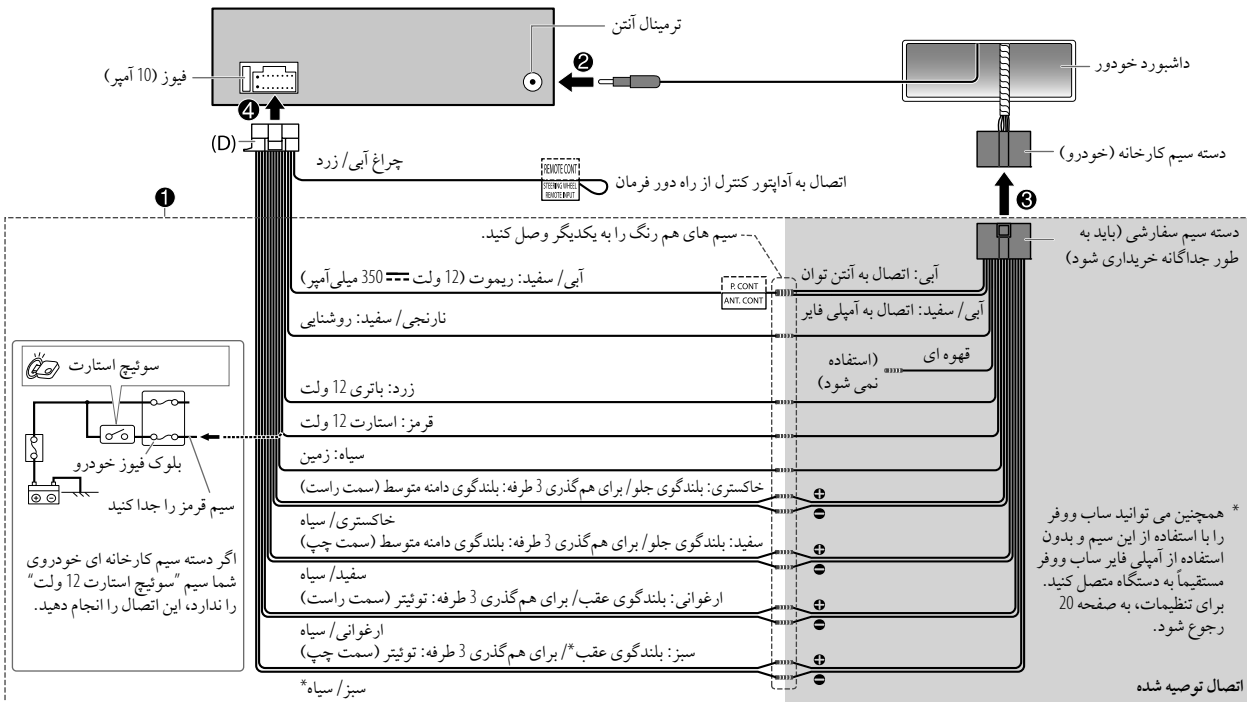 ترمینال آنتن
فیوز (10 آمپر)
داشبورد خودور
دسته سیم کارخانه (خودرو)
(D)
چراغ آبی/ زرد
REMOTE CONT
STEERING WHEEL
REMOTE INPUT
اتصال به آداپتور کنترل از راه دور فرمان
سیم های هم رنگ را به یکدیگر وصل کنید.
دسته سیم سفارشی (باید به
طور جداگانه خریداری شود)
آبی: اتصال به آنتن توان
آبی/ سفید: ریموت (12 ولت 350 میلی‌آمپر)
P. CONT
ANT. CONT
آبی/ سفید: اتصال به آمپلی فایر
نارنجی/ سفید: روشنایی
قهوه ای
(استفاده
نمی شود)
زرد: باتری 12 ولت
قرمز: استارت 12 ولت
سیاه: زمین
خاکستری: بلندگوی جلو/ برای هم‌گذری 3 طرفه: بلندگوی دامنه متوسط (سمت راست)
خاکستری/ سیاه
سفید: بلندگوی جلو/ برای هم‌گذری 3 طرفه: بلندگوی دامنه متوسط (سمت چپ)
سفید/ سیاه
ارغوانی: بلندگوی عقب/ برای هم‌گذری 3 طرفه: توئیتر (سمت راست)
ارغوانی/ سیاه
سبز: بلندگوی عقب*/ برای هم‌گذری 3 طرفه: توئیتر (سمت چپ)
سبز/ سیاه*
سوئیچ استارت
بلوک فیوز خودرو
سیم قرمز را جدا کنید
اگر دسته سیم کارخانه ای خودروی
شما سیم "سوئیچ استارت 12 ولت"
را ندارد، این اتصال را انجام دهید.
* همچنین می توانید ساب ووفر
را با استفاده از این سیم و بدون
استفاده از آمپلی فایر ساب ووفر
مستقیماً به دستگاه متصل کنید.
برای تنظیمات، به صفحه 20
رجوع شود.
اتصال توصیه شده
1
2
3
4